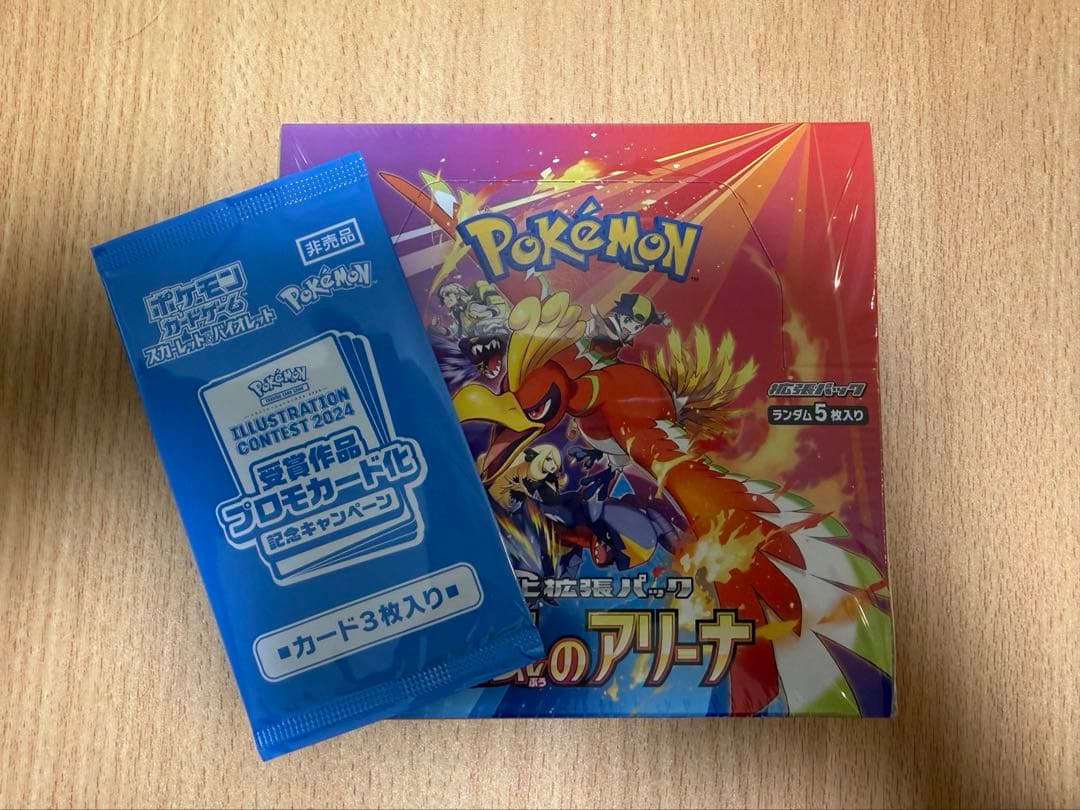 非売品
ポケモン
カードゲーム
スカーレット&バイオレット
POKéMON
POKéMON
ILLUSTRATION
CONTEST 2024
受賞作品
プロモカード化
記念キャンペーン
■カード3枚入り■
POKéMON
拡張パック
ランダム5枚入り
化拡張パック
のアリーナ
ぶう